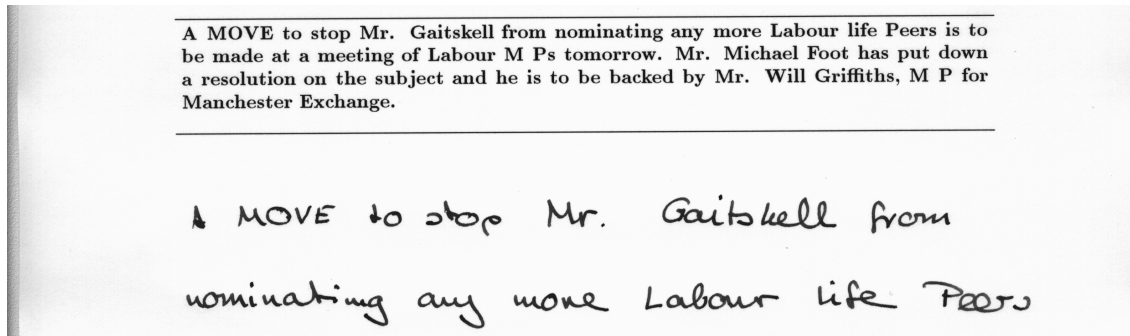 A MOVE to stop Mr. Gaitskell from nominating any more Labour life Peers is to
be made at a meeting of Labour M Ps tomorrow. Mr. Michael Foot has put down
a resolution on the subject and he is to be backed by Mr. Will Griffiths, M P for
Manchester Exchange.
A MOVE to stop Mr. Gaitskell from
nominating any more Labour life Peers